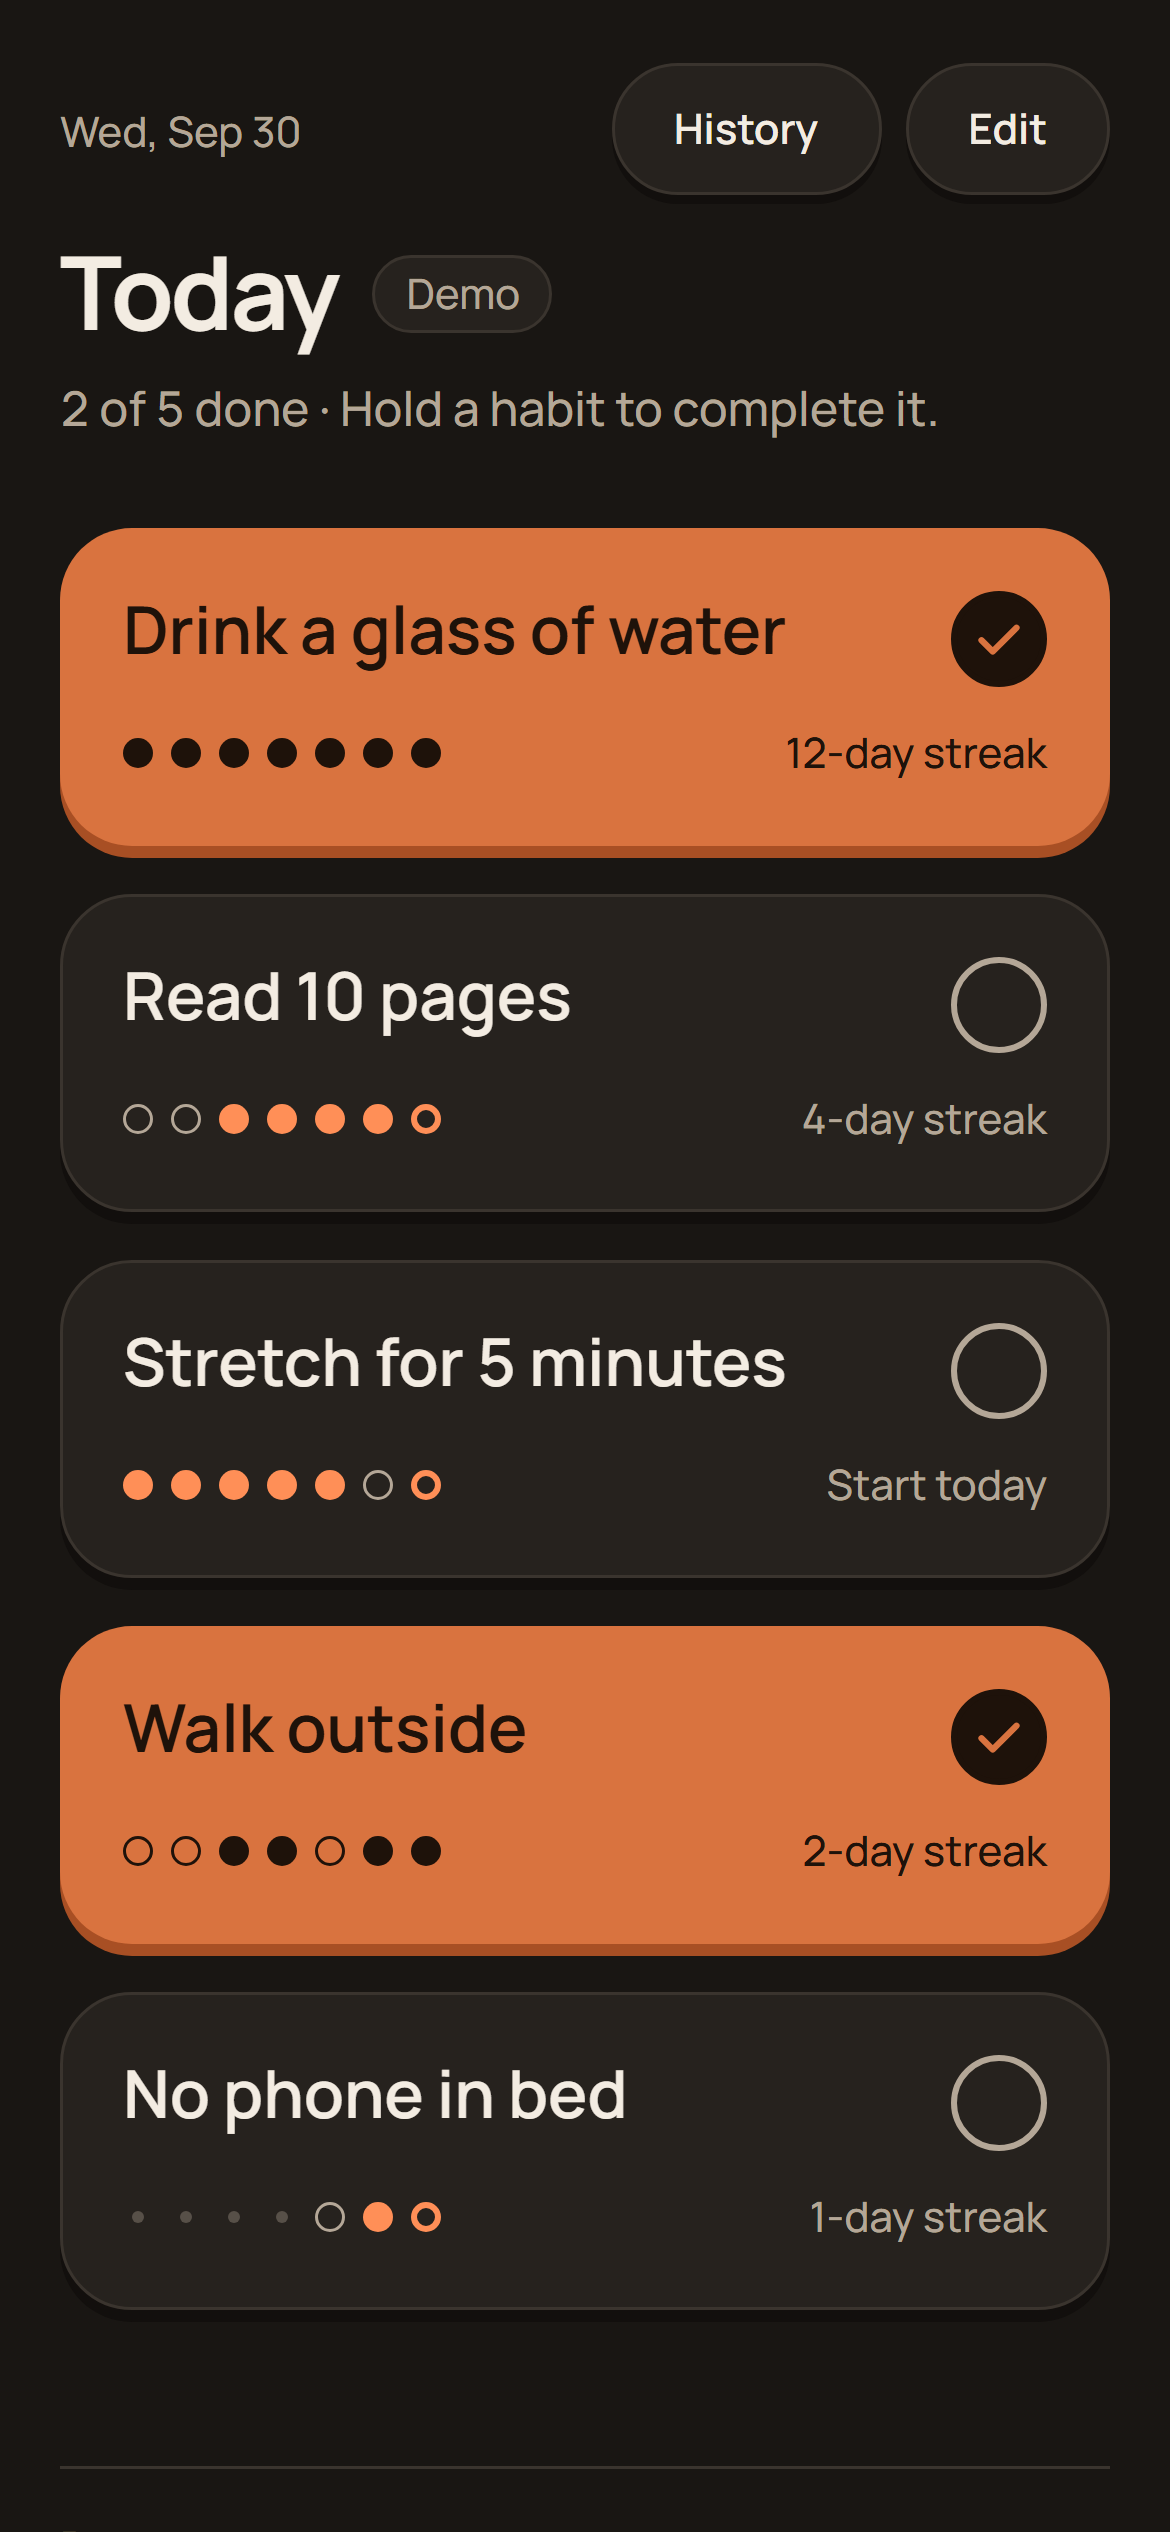 Wed, Sep 30
History
Edit
Today
Demo
2 of 5 done · Hold a habit to complete it.
Drink a glass of water
12-day streak
Read 10 pages
4-day streak
Stretch for 5 minutes
Start today
Walk outside
2-day streak
No phone in bed
1-day streak